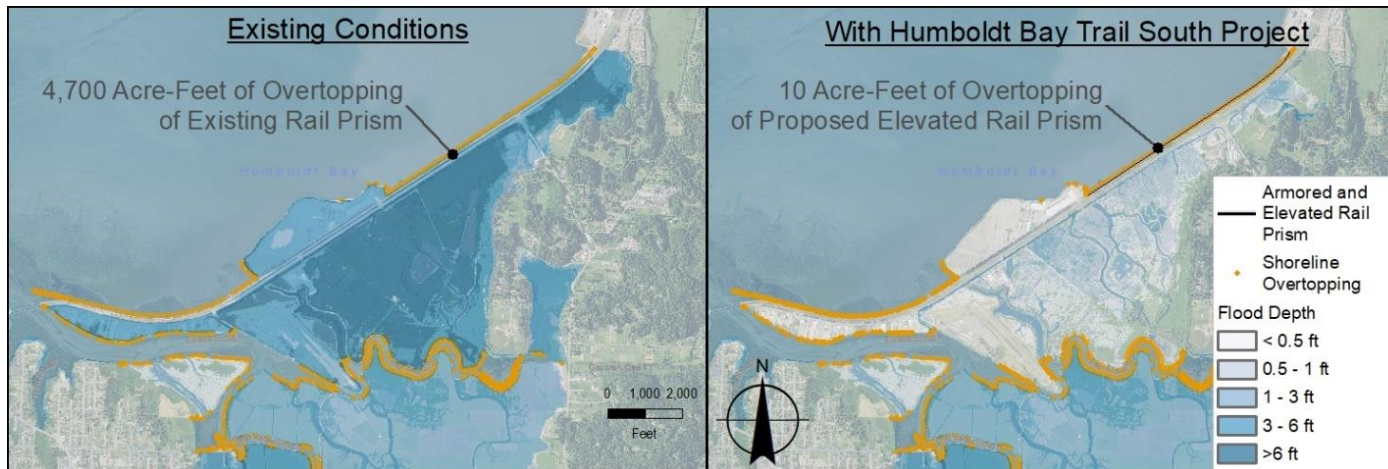 Existing Conditions
4,700 Acre-Feet of Overtopping
of Existing Rail Prism
Humboldt Bay
0 1,000 2,000
Feet
With Humboldt Bay Trail South Project
10 Acre-Feet of Overtopping
of Proposed Elevated Rail Prism
Humboldt Bay
N
Armored and
Elevated Rail
Prism
Shoreline
Overtopping
Flood Depth
< 0.5 ft
0.5 - 1 ft
1 - 3 ft
3 - 6 ft
>6 ft